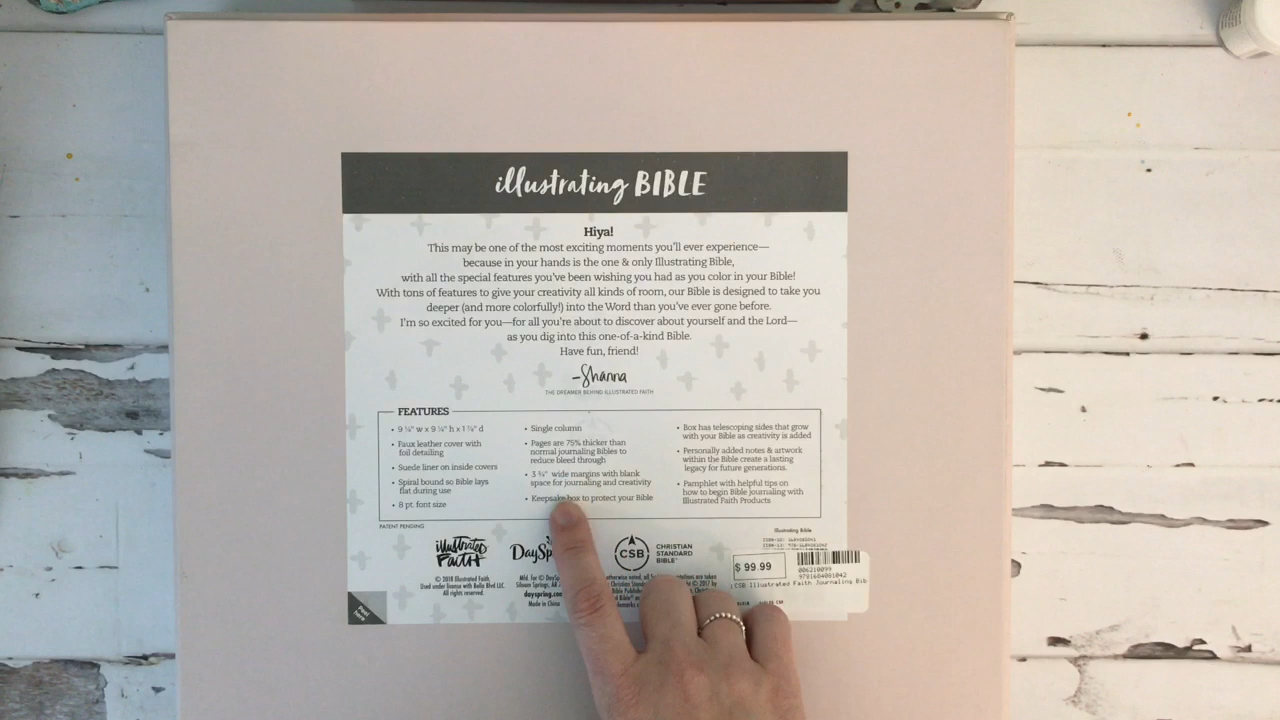 illustrating BIBLE
Hiya!
This may be one of the most exciting moments you'll ever experience—
because in your hands is the one & only Illustrating Bible,
with all the special features you've been wishing you had as you color in your Bible!
With tons of features to give your creativity all kinds of room, our Bible is designed to take you
deeper (and more colorfully!) into the Word than you've ever gone before.
I'm so excited for you—for all you're about to discover about yourself and the Lord—
as you dig into this one-of-a-kind Bible.
Have fun, friend!
-Shanna
THE DREAMER BEHIND ILLUSTRATED FAITH
FEATURES
• 9 ¼" w x 9 ¼" h x 1 ⅞" d
• Faux leather cover with
foil detailing
• Suede liner on inside covers
• Spiral bound so Bible lays
flat during use
• 8 pt. font size
• Single column
• Pages are 75% thicker than
normal journaling Bibles to
reduce bleed through
• 3 ¾" wide margins with blank
space for journaling and creativity
• Keepsake box to protect your Bible
• Box has telescoping sides that grow
with your Bible as creativity is added
• Personally added notes & artwork
within the Bible create a lasting
legacy for future generations.
• Pamphlet with helpful tips on
how to begin Bible journaling with
Illustrated Faith Products
PATENT PENDING
illustrated
FAITH
© 2018 Illustrated Faith.
Used under license with Bella Blvd LLC.
All rights reserved.
DaySp
Mfd. for © DaySp
Siloam Springs, AR
dayspring.com
Made in China
CSB
CHRISTIAN
STANDARD
BIBLE
Illustrating Bible
$ 99.99
006210099
9781684081042
CSB Illustrated Faith Journaling Bib
Peel
here